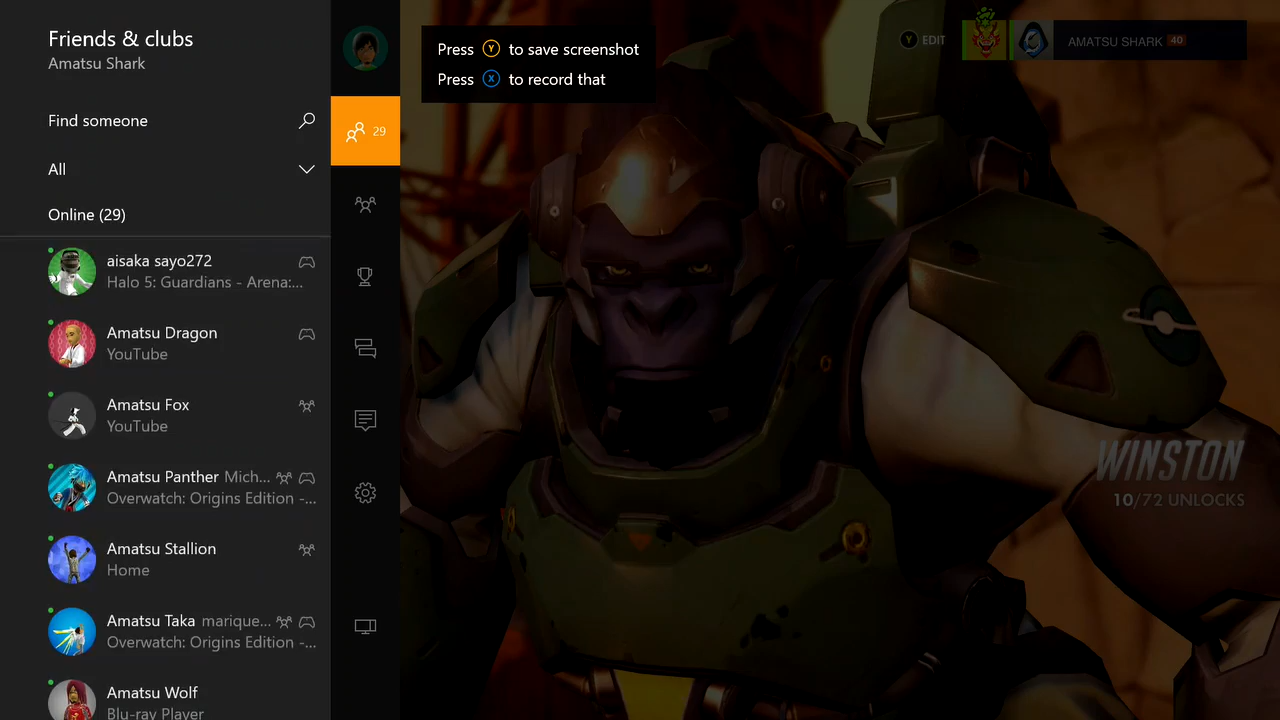 Friends & clubs
Amatsu Shark
Find someone
All
Online (29)
aisaka sayo272
Halo 5: Guardians - Arena:...
Amatsu Dragon
YouTube
Amatsu Fox
YouTube
Amatsu Panther Mich...
Overwatch: Origins Edition -...
Amatsu Stallion
Home
Amatsu Taka marique...
Overwatch: Origins Edition -...
Amatsu Wolf
Blu-ray Player
29
Press Y to save screenshot
Press X to record that
Y EDIT
AMATSU SHARK 40
WINSTON
10/72 UNLOCKS